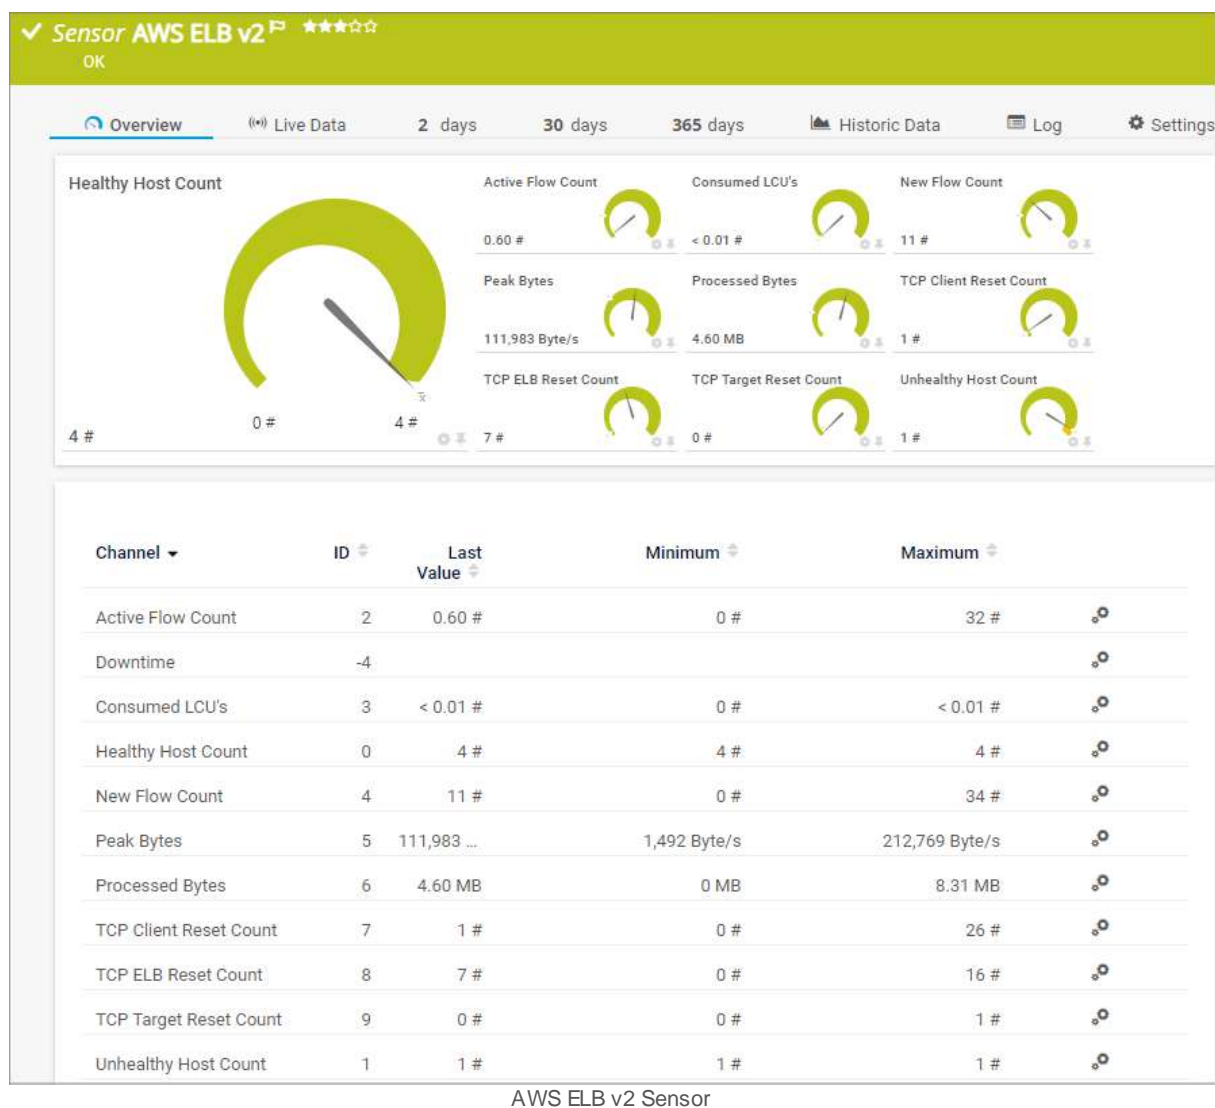 Sensor AWS ELB v2
OK
Overview Live Data 2 days 30 days 365 days Historic Data Log Settings
Healthy Host Count
4 #
0 #
4 #
Active Flow Count
0.60 #
Consumed LCU's
< 0.01 #
New Flow Count
11 #
Peak Bytes
111,983 Byte/s
Processed Bytes
4.60 MB
TCP Client Reset Count
1 #
TCP ELB Reset Count
7 #
TCP Target Reset Count
0 #
Unhealthy Host Count
1 #
Channel ID Last Value Minimum Maximum
Active Flow Count 2 0.60 # 0 # 32 #
Downtime -4
Consumed LCU's 3 < 0.01 # 0 # < 0.01 #
Healthy Host Count 0 4 # 4 # 4 #
New Flow Count 4 11 # 0 # 34 #
Peak Bytes 5 111,983 ... 1,492 Byte/s 212,769 Byte/s
Processed Bytes 6 4.60 MB 0 MB 8.31 MB
TCP Client Reset Count 7 1 # 0 # 26 #
TCP ELB Reset Count 8 7 # 0 # 16 #
TCP Target Reset Count 9 0 # 0 # 1 #
Unhealthy Host Count 1 1 # 1 # 1 #
AWS ELB v2 Sensor